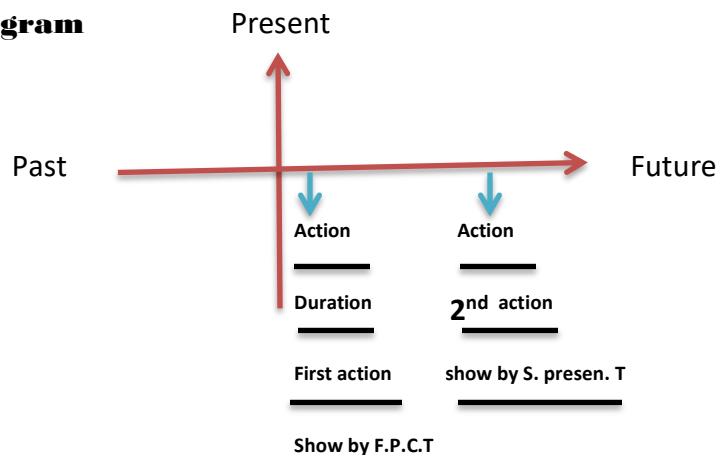 gram
Present
Past
Future
Action
Action
Duration
2nd action
First action
show by S. presen. T
Show by F.P.C.T